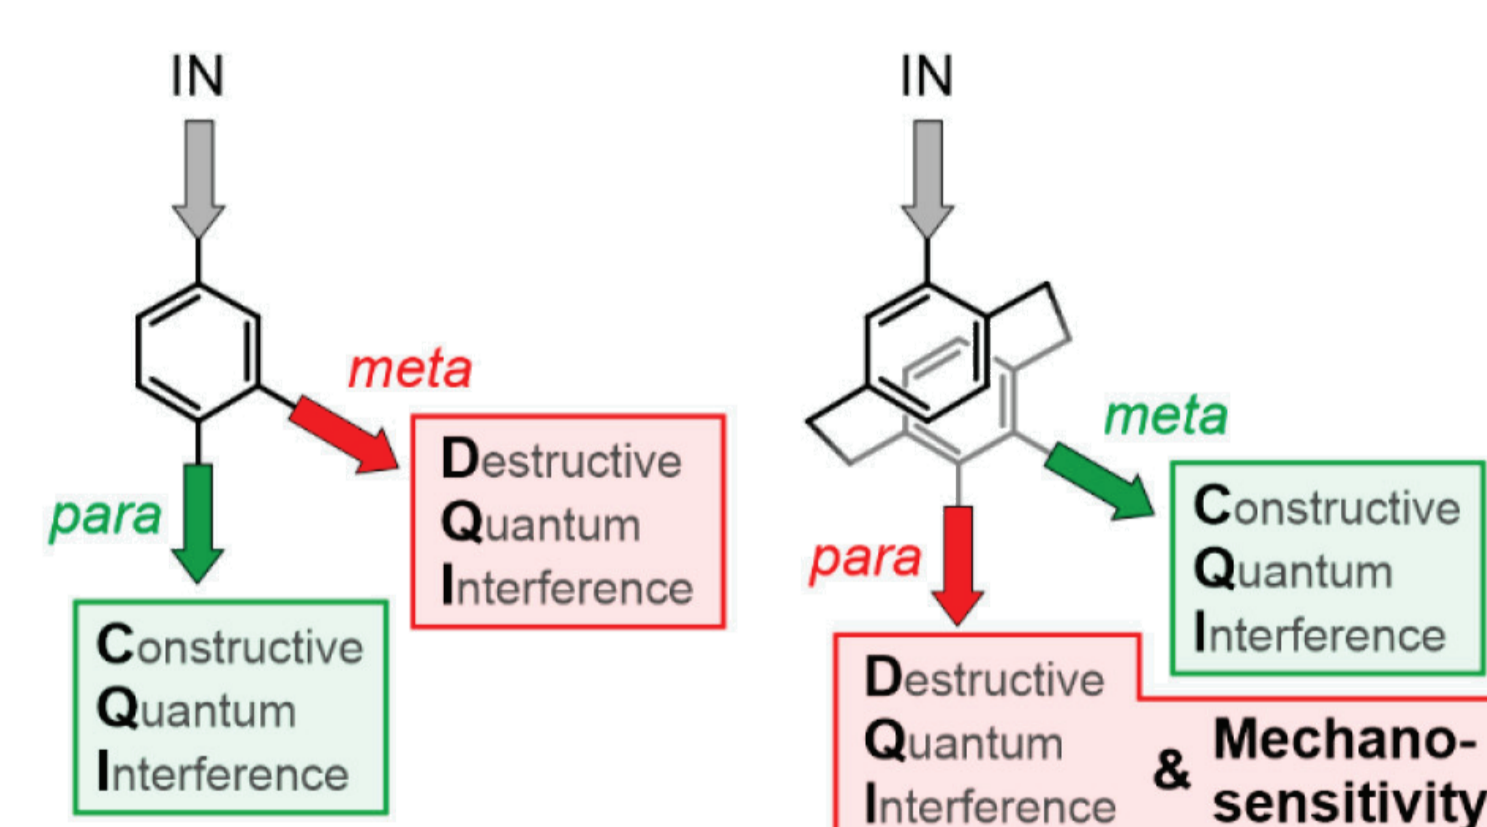 IN
meta
Destructive
Quantum
Interference
para
Constructive
Quantum
Interference
IN
meta
Constructive
Quantum
Interference
para
Destructive
Quantum
Interference
& Mechano-
sensitivity